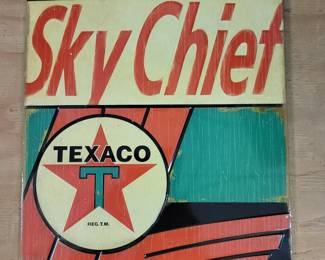 Sky Chief
TEXACO
T
REG. T.M.